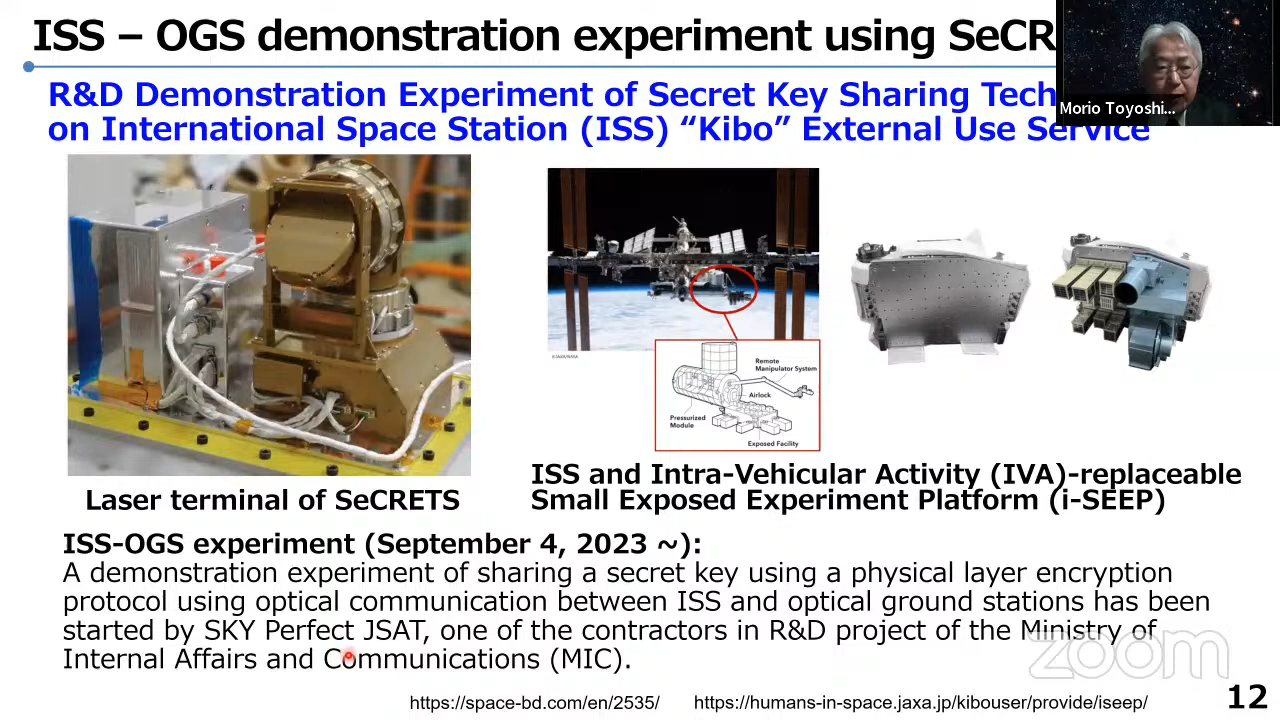 ISS – OGS demonstration experiment using SeCR
Morio Toyoshi...
R&D Demonstration Experiment of Secret Key Sharing Tech
on International Space Station (ISS) “Kibo” External Use Service
©JAXA/NASA
Remote
Manipulator System
Airlock
Pressurized
Module
Exposed Facility
Laser terminal of SeCRETS
ISS and Intra-Vehicular Activity (IVA)-replaceable
Small Exposed Experiment Platform (i-SEEP)
ISS-OGS experiment (September 4, 2023 ~):
A demonstration experiment of sharing a secret key using a physical layer encryption
protocol using optical communication between ISS and optical ground stations has been
started by SKY Perfect JSAT, one of the contractors in R&D project of the Ministry of
Internal Affairs and Communications (MIC).
zoom
https://space-bd.com/en/2535/ https://humans-in-space.jaxa.jp/kibouser/provide/iseep/
12